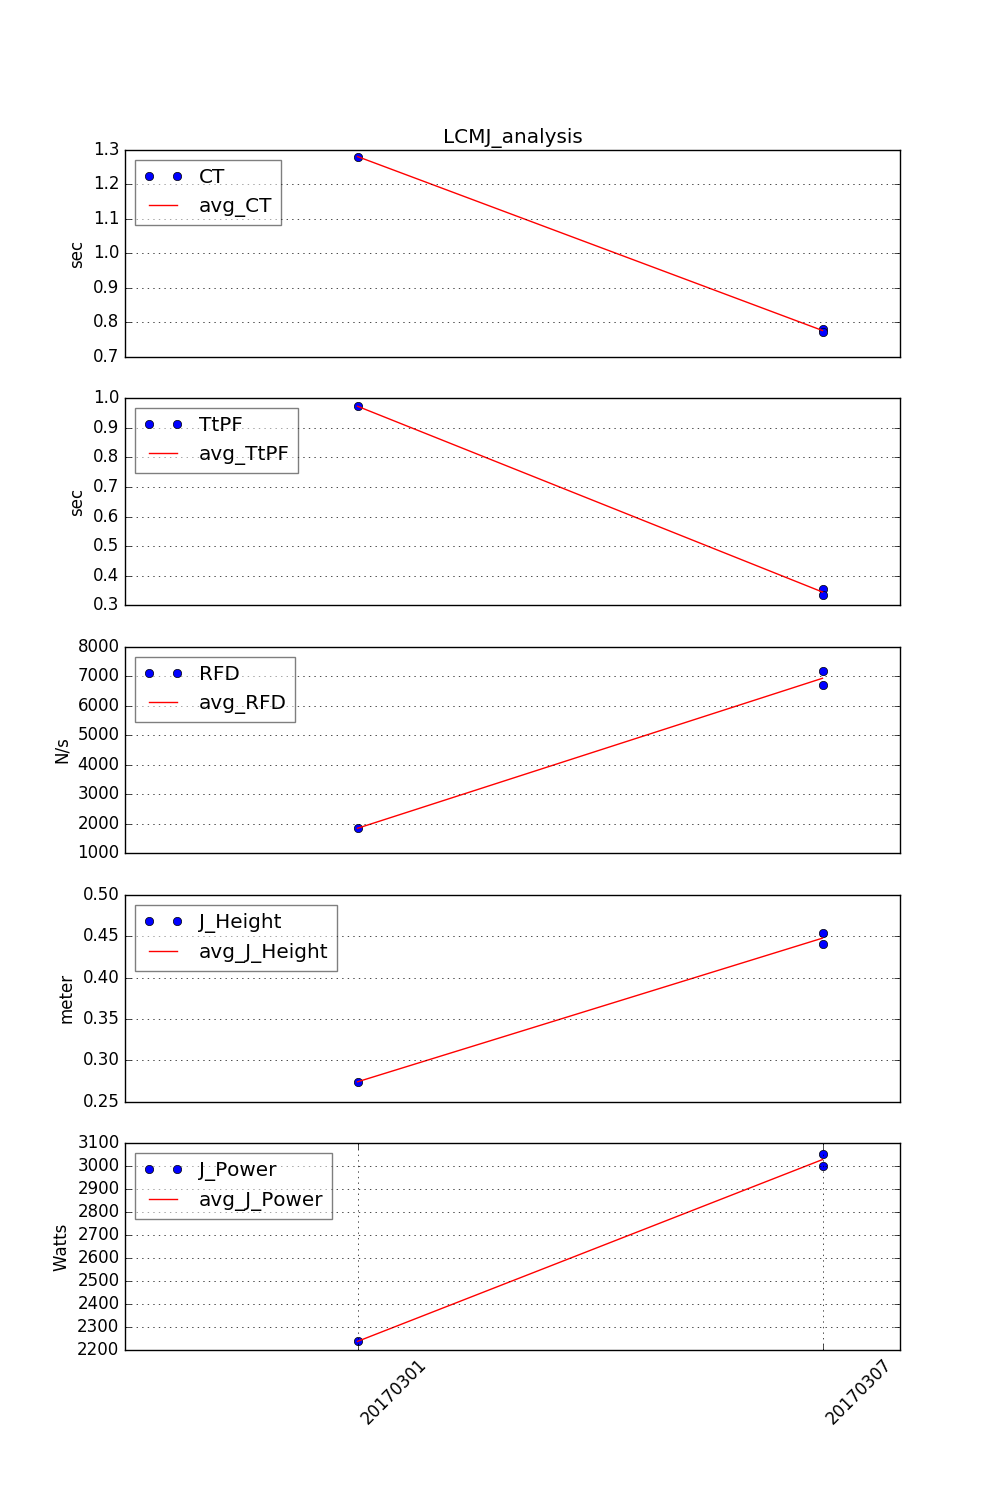 LCMJ_analysis
1.3
1.2
1.1
1.0
0.9
0.8
0.7
sec
CT
avg_CT
1.0
0.9
0.8
0.7
0.6
0.5
0.4
0.3
sec
TtPF
avg_TtPF
8000
7000
6000
5000
4000
3000
2000
1000
N/s
RFD
avg_RFD
0.50
0.45
0.40
0.35
0.30
0.25
meter
J_Height
avg_J_Height
3100
3000
2900
2800
2700
2600
2500
2400
2300
2200
Watts
J_Power
avg_J_Power
20170301
20170307